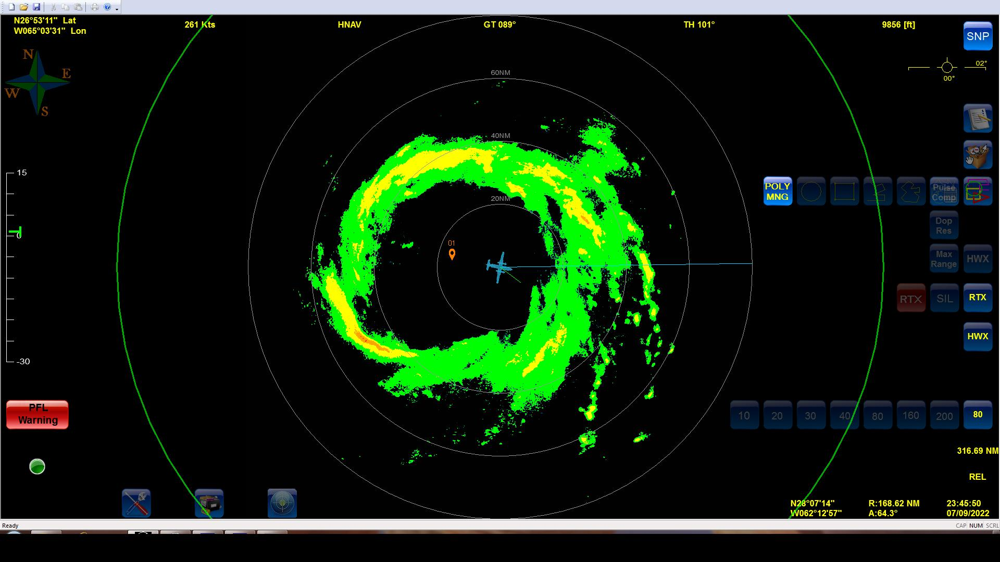 N26°53'11" Lat
W065°03'31" Lon
261 Kts
HNAV
GT 089°
TH 101°
9856 [ft]
SNP
02°
00°
N
E
W
S
60NM
40NM
20NM
01
15
0
-30
POLY
MNG
Pulse
Comp
Dop
Res
Max
Range
HWX
RTX
SIL
RTX
HWX
PFL
Warning
10
20
30
40
80
160
200
80
316.69 NM
REL
N28°07'14"
W062°12'57"
R:168.62 NM
A:64.3°
23:45:50
07/09/2022
Ready
CAP NUM SCRL